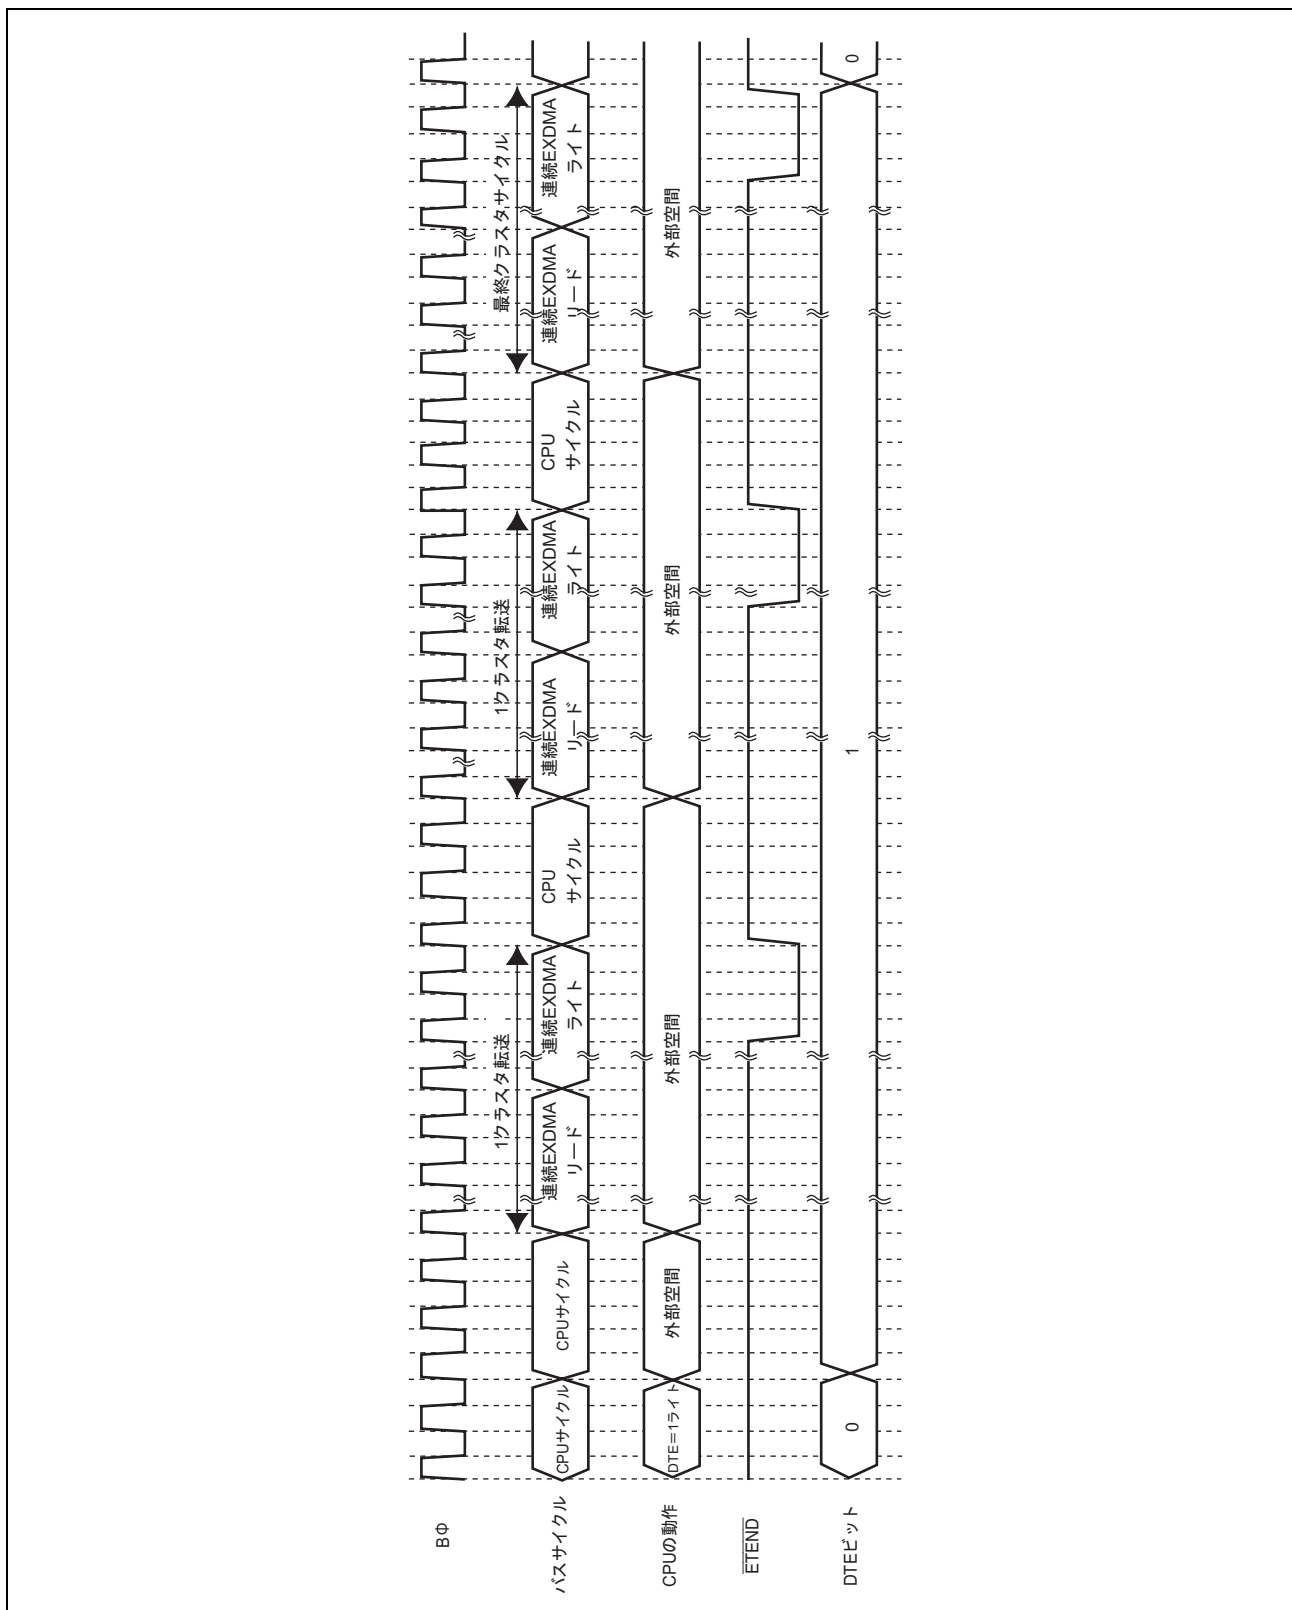 BΦ
バスサイクル
CPUサイクル
CPUサイクル
1クラスタ転送
連続EXDMA
リード
連続EXDMA
ライト
CPU
サイクル
1クラスタ転送
連続EXDMA
リード
連続EXDMA
ライト
CPU
サイクル
最終クラスタサイクル
連続EXDMA
リード
連続EXDMA
ライト
CPUの動作
DTE=1ライト
外部空間
外部空間
外部空間
外部空間
ETEND
DTEビット
0
1
0